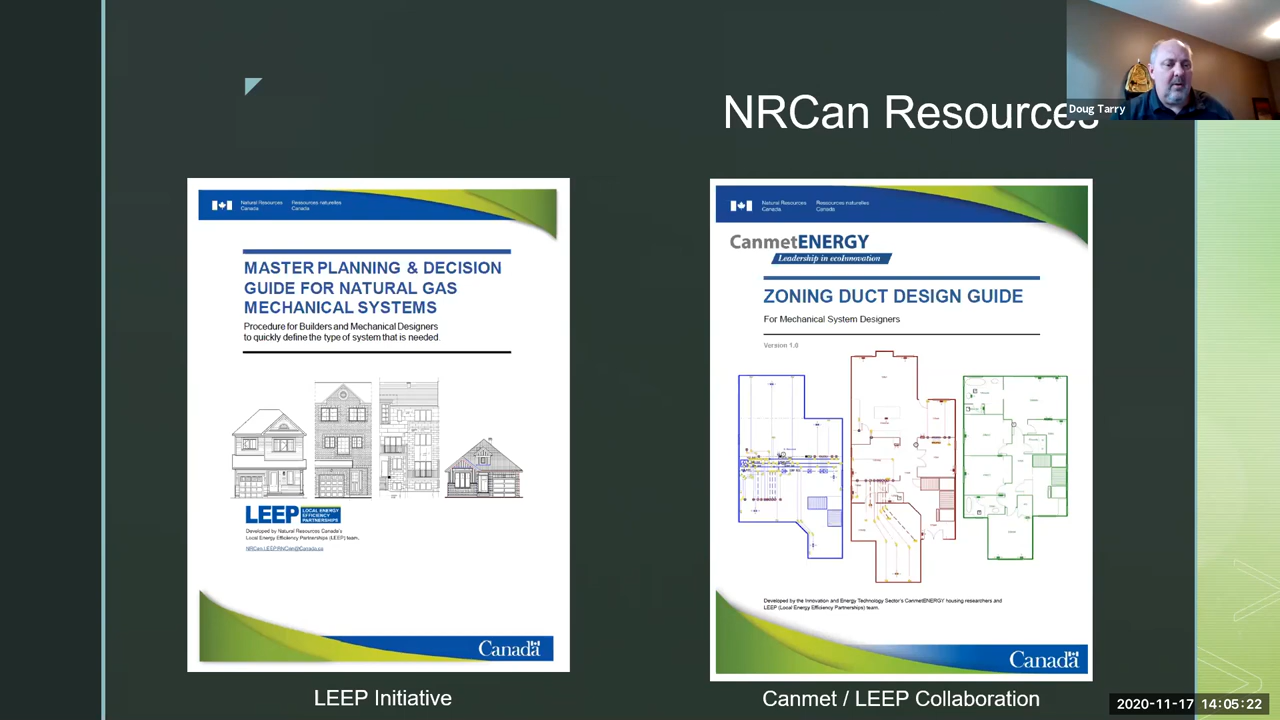 NRCan Resources
Doug Tarry
Natural Resources Canada
Ressources naturelles Canada
MASTER PLANNING & DECISION
GUIDE FOR NATURAL GAS
MECHANICAL SYSTEMS
Procedure for Builders and Mechanical Designers
to quickly define the type of system that is needed.
LEEP LOCAL ENERGY EFFICIENCY PARTNERSHIPS
Developed by Natural Resources Canada's
Local Energy Efficiency Partnerships (LEEP) team.
Canada
LEEP Initiative
Natural Resources Canada
Ressources naturelles Canada
CanmetENERGY
Leadership in ecoInnovation
ZONING DUCT DESIGN GUIDE
For Mechanical System Designers
Version 1.0
Developed by the Innovation and Energy Technology Sector's CanmetENERGY housing researchers and
LEEP (Local Energy Efficiency Partnerships) team.
Canada
Canmet / LEEP Collaboration
2020-11-17 14:05:22